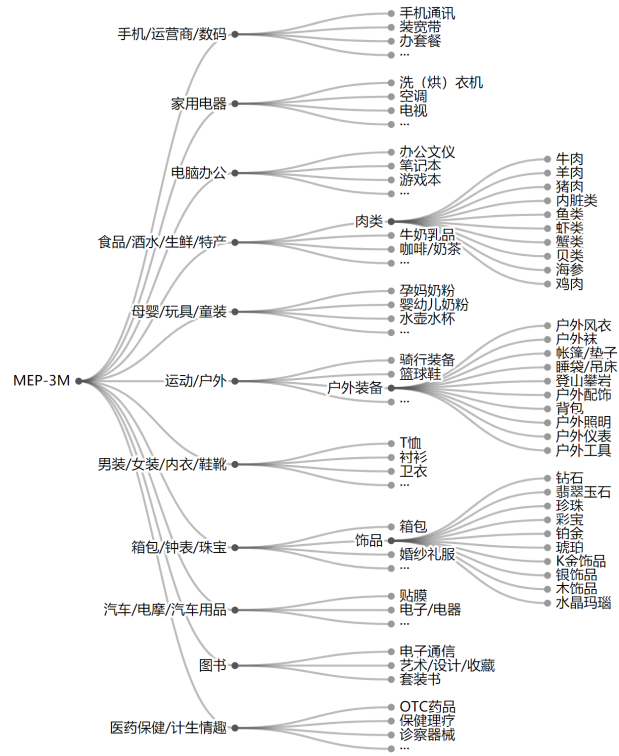 MEP-3M
手机/运营商/数码
手机通讯
装宽带
办套餐
...
家用电器
洗（烘）衣机
空调
电视
...
电脑办公
办公文仪
笔记本
游戏本
...
食品/酒水/生鲜/特产
肉类
牛肉
羊肉
猪肉
内脏类
鱼类
虾类
蟹类
贝类
海参
鸡肉
牛奶乳品
咖啡/奶茶
...
母婴/玩具/童装
孕妈奶粉
婴幼儿奶粉
水壶水杯
...
运动/户外
骑行装备
篮球鞋
户外装备
户外风衣
户外袜
帐篷/垫子
睡袋/吊床
登山攀岩
户外配饰
背包
户外照明
户外仪表
户外工具
...
男装/女装/内衣/鞋靴
T恤
衬衫
卫衣
...
箱包/钟表/珠宝
箱包
饰品
钻石
翡翠玉石
珍珠
彩宝
铂金
琥珀
K金饰品
银饰品
木饰品
水晶玛瑙
婚纱礼服
...
汽车/电摩/汽车用品
贴膜
电子/电器
...
图书
电子通信
艺术/设计/收藏
套装书
医药保健/计生情趣
OTC药品
保健理疗
诊察器械
...